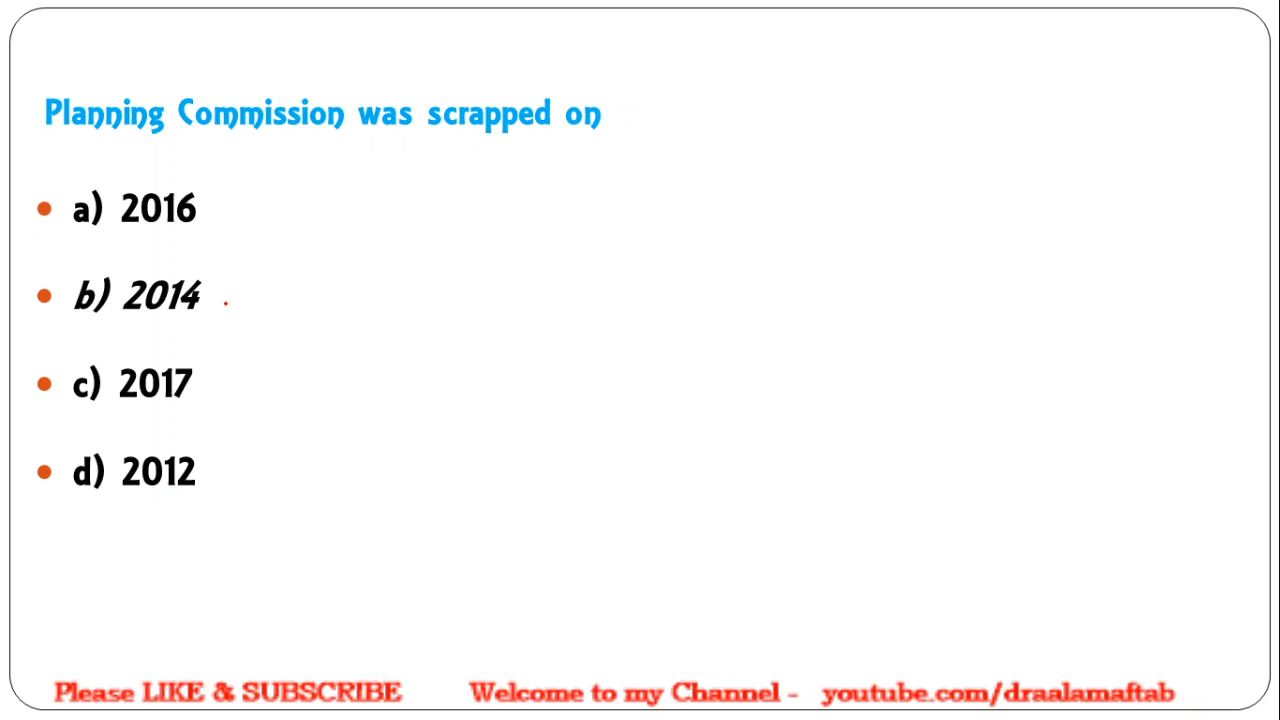 Planning Commission was scrapped on
a) 2016
b) 2014
c) 2017
d) 2012
Please LIKE & SUBSCRIBE Welcome to my Channel - youtube.com/draalamaftab